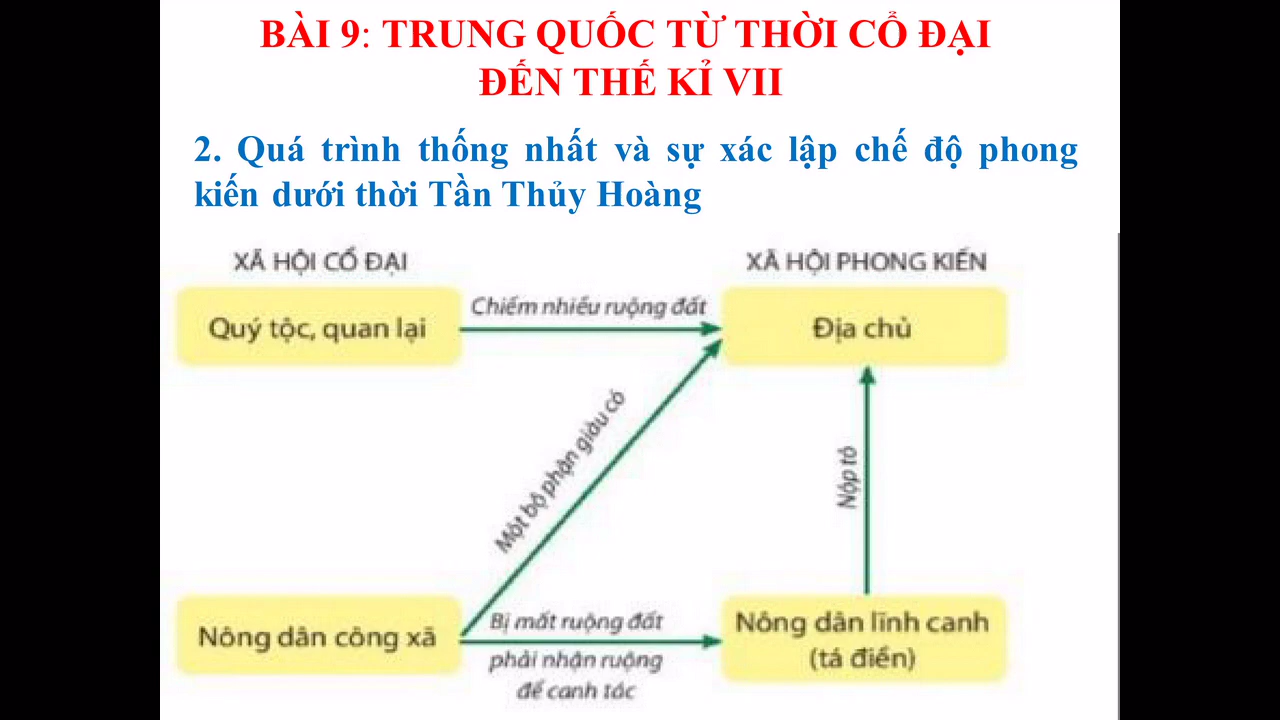 BÀI 9: TRUNG QUỐC TỪ THỜI CỔ ĐẠI
ĐẾN THẾ KỈ VII
2. Quá trình thống nhất và sự xác lập chế độ phong
kiến dưới thời Tần Thủy Hoàng
XÃ HỘI CỔ ĐẠI
XÃ HỘI PHONG KIẾN
Quý tộc, quan lại
Chiếm nhiều ruộng đất
Địa chủ
Một bộ phận giàu có
Nộp tô
Nông dân công xã
Bị mất ruộng đất
phải nhận ruộng
để canh tác
Nông dân lĩnh canh
(tá điền)